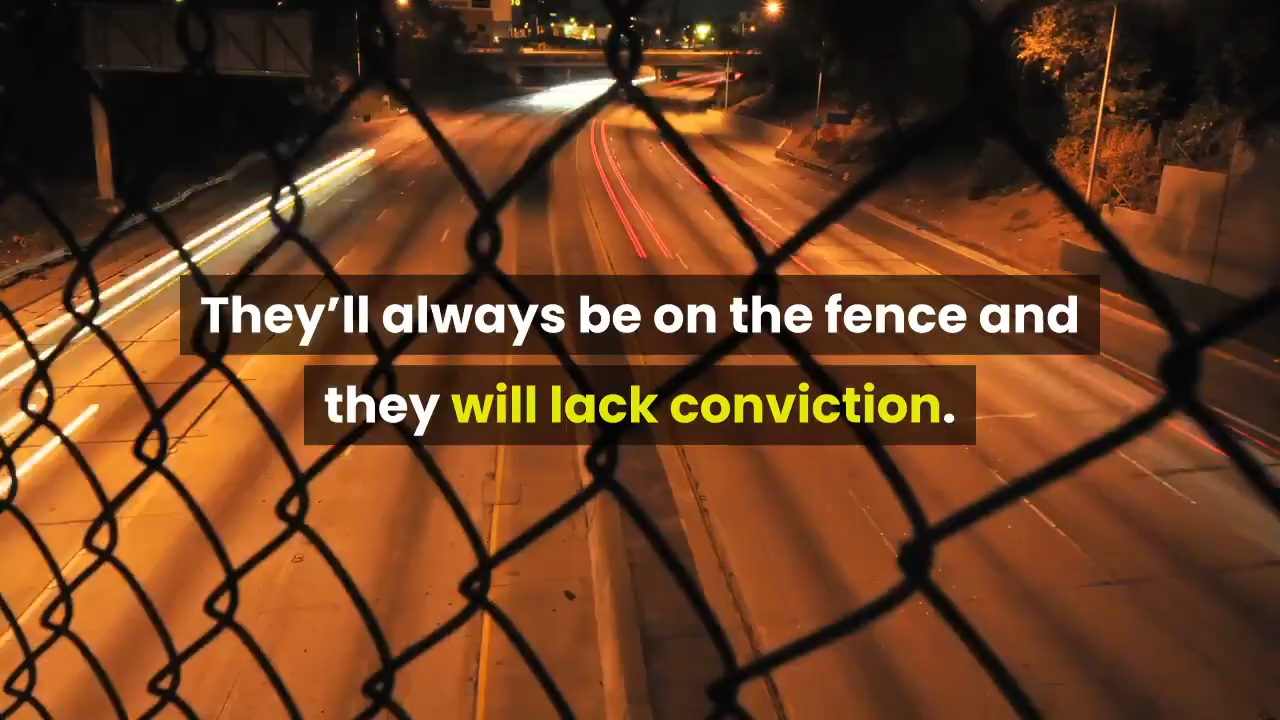 They’ll always be on the fence and
they will lack conviction.